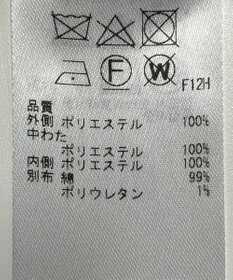 F
W
F12H
品質
外側 ポリエステル 100%
中わた
ポリエステル 100%
内側 ポリエステル 100%
別布 綿 99%
ポリウレタン 1%